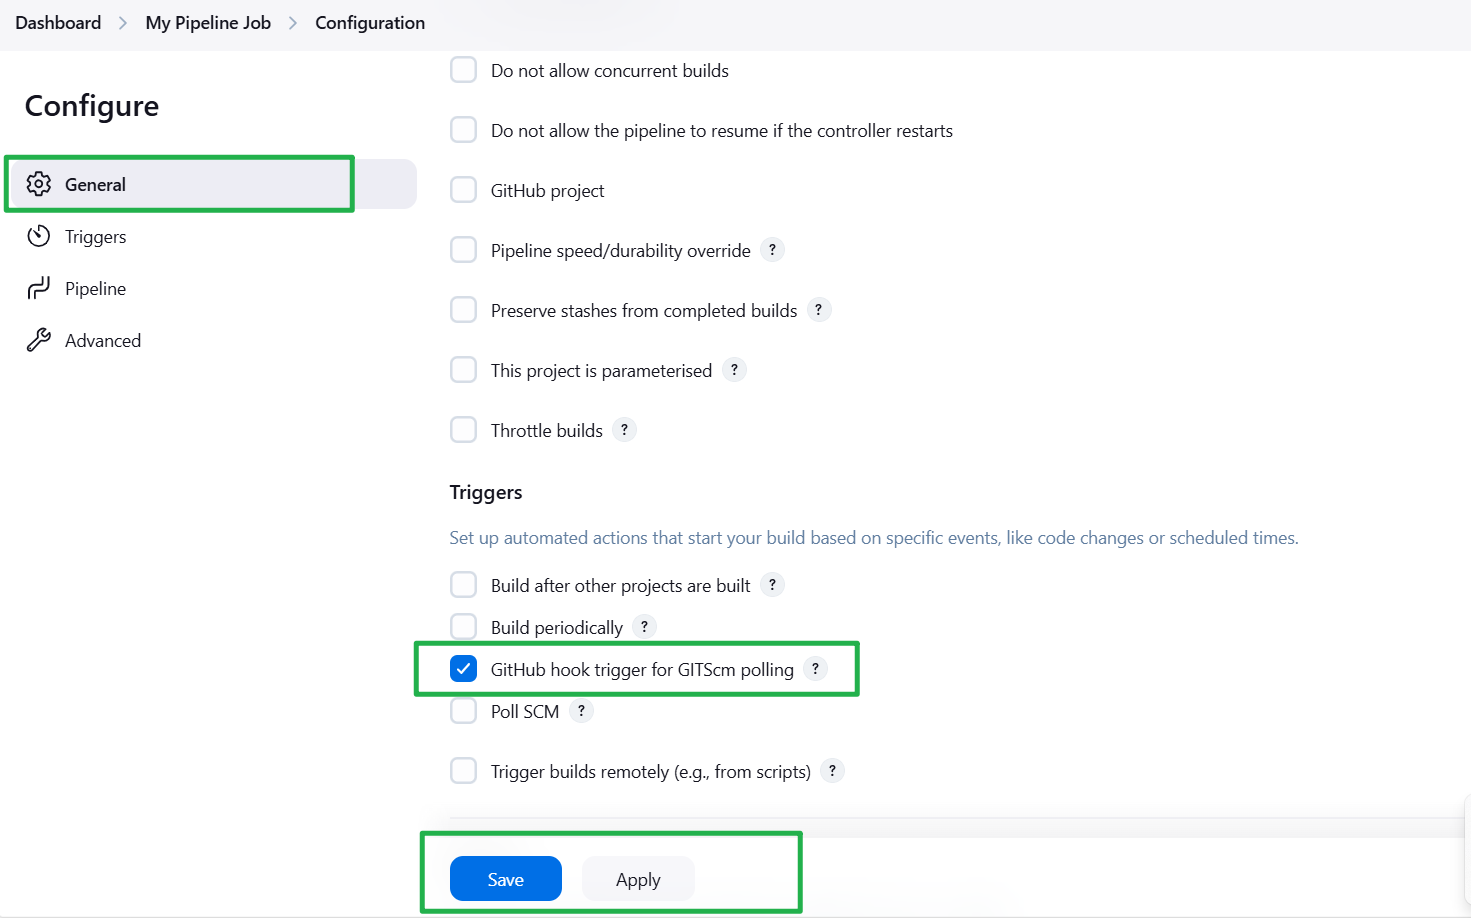 Dashboard > My Pipeline Job > Configuration
Configure
General
Triggers
Pipeline
Advanced
Do not allow concurrent builds
Do not allow the pipeline to resume if the controller restarts
GitHub project
Pipeline speed/durability override ?
Preserve stashes from completed builds ?
This project is parameterised ?
Throttle builds ?
Triggers
Set up automated actions that start your build based on specific events, like code changes or scheduled times.
Build after other projects are built ?
Build periodically ?
GitHub hook trigger for GITScm polling ?
Poll SCM ?
Trigger builds remotely (e.g., from scripts) ?
Save Apply